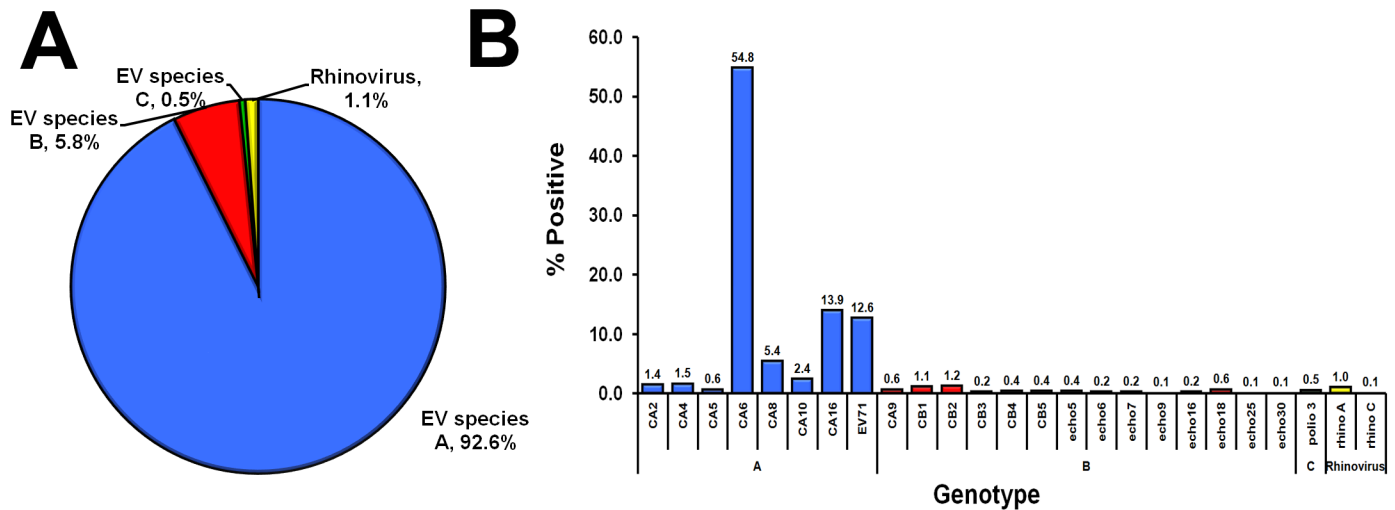 A
EV species
C, 0.5%
Rhinovirus,
1.1%
EV species
B, 5.8%
EV species
A, 92.6%
B
% Positive
60.0
50.0
40.0
30.0
20.0
10.0
0.0
1.4
1.5
0.6
54.8
5.4
2.4
13.9
12.6
0.6
1.1
1.2
0.2
0.4
0.4
0.4
0.2
0.2
0.1
0.2
0.6
0.1
0.1
0.5
1.0
0.1
CA2
CA4
CA5
CA6
CA8
CA10
CA16
EV71
CA9
CB1
CB2
CB3
CB4
CB5
echo5
echo6
echo7
echo9
echo16
echo18
echo25
echo30
polio 3
rhino A
rhino C
A
B
C
Rhinovirus
Genotype